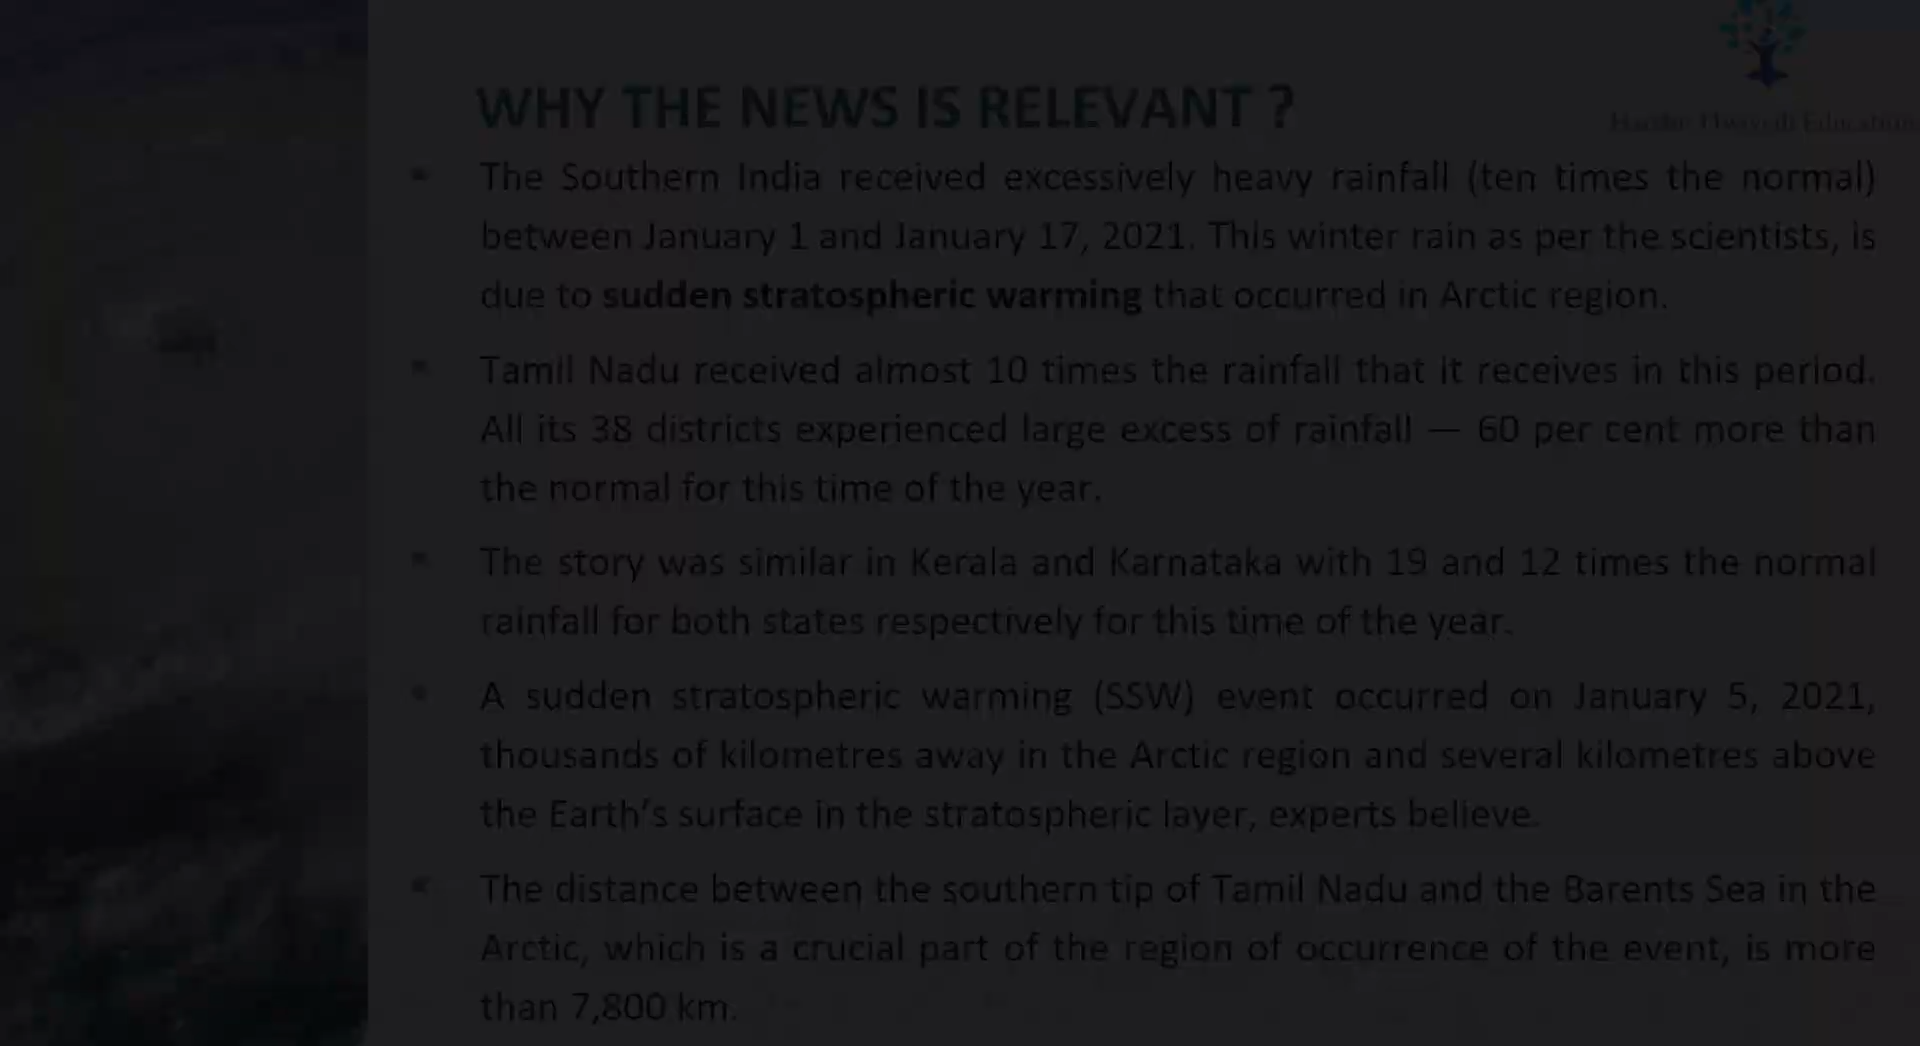 WHY THE NEWS IS RELEVANT ?
The Southern India received excessively heavy rainfall (ten times the normal)
between January 1 and January 17, 2021. This winter rain as per the scientists, is
due to sudden stratospheric warming that occurred in Arctic region.
Tamil Nadu received almost 10 times the rainfall that it receives in this period.
All its 38 districts experienced large excess of rainfall — 60 per cent more than
the normal for this time of the year.
The story was similar in Kerala and Karnataka with 19 and 12 times the normal
rainfall for both states respectively for this time of the year.
A sudden stratospheric warming (SSW) event occurred on January 5, 2021,
thousands of kilometres away in the Arctic region and several kilometres above
the Earth's surface in the stratospheric layer, experts believe.
The distance between the southern tip of Tamil Nadu and the Barents Sea in the
Arctic, which is a crucial part of the region of occurrence of the event, is more
than 7,800 km.